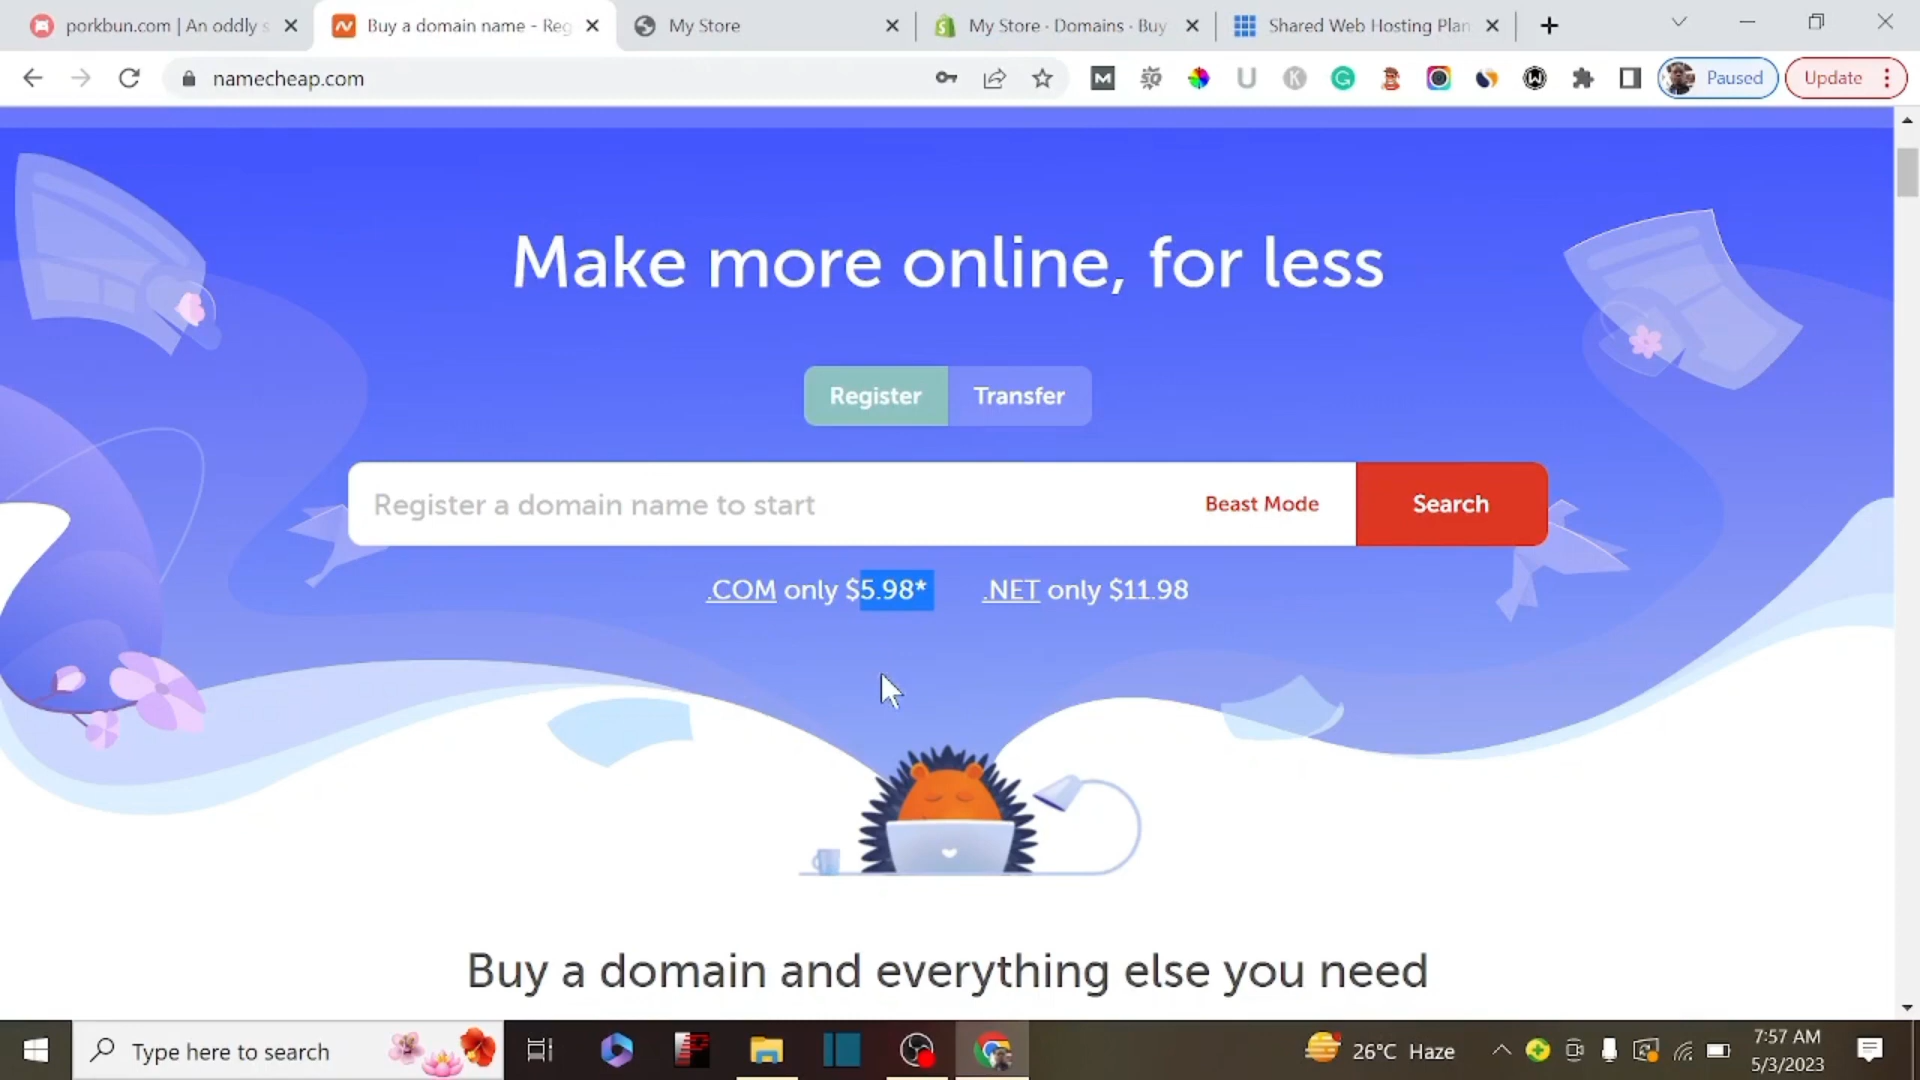 porkbun.com | An oddly s
Buy a domain name - Reg
My Store
My Store · Domains · Buy
Shared Web Hosting Plan
namecheap.com
Paused
Update
Make more online, for less
Register
Transfer
Register a domain name to start
Beast Mode
Search
.COM only $5.98*
.NET only $11.98
Buy a domain and everything else you need
Type here to search
26°C Haze
7:57 AM
5/3/2023